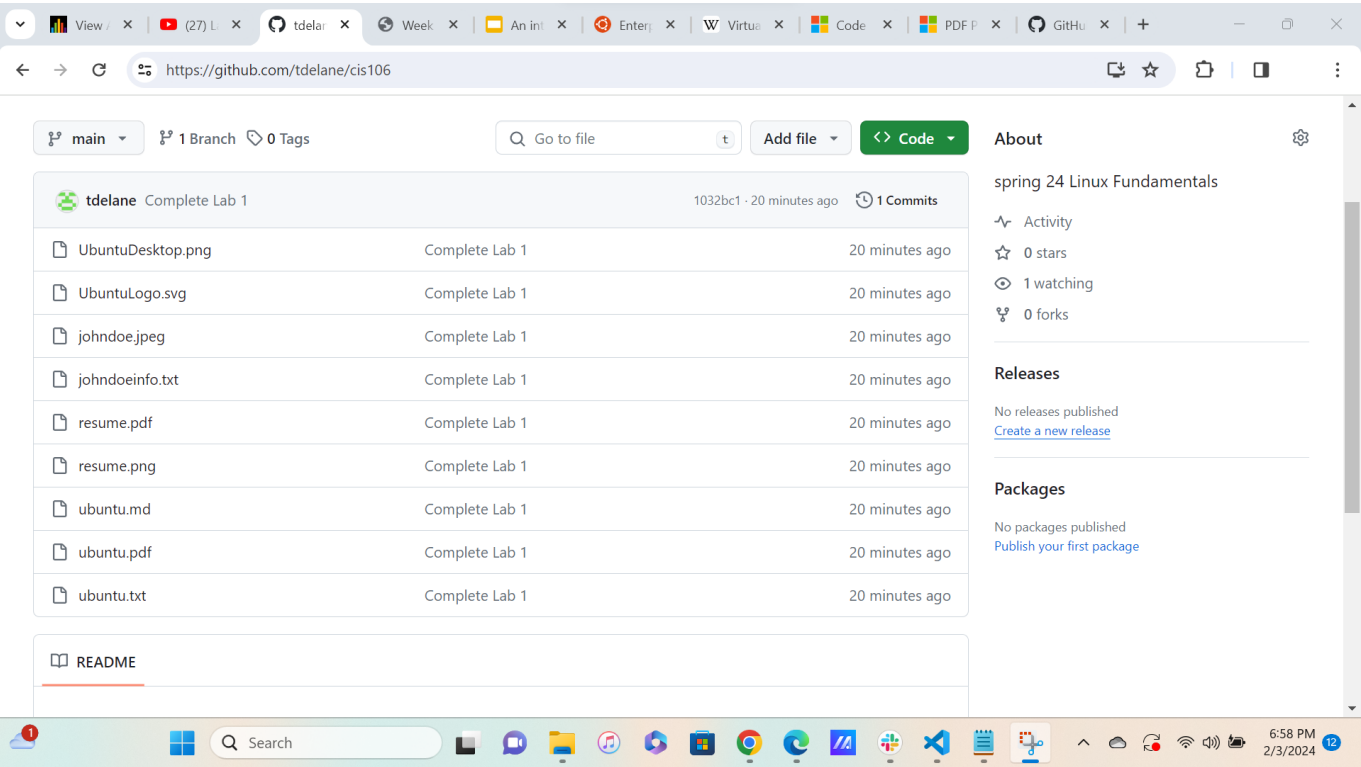 View A
(27) L
tdelar
Week
An int
Enterp
Virtua
Code
PDF P
GitHu
https://github.com/tdelane/cis106
main
1 Branch
0 Tags
Go to file
t
Add file
Code
tdelane Complete Lab 1
1032bc1 · 20 minutes ago
1 Commits
UbuntuDesktop.png Complete Lab 1 20 minutes ago
UbuntuLogo.svg Complete Lab 1 20 minutes ago
johndoe.jpeg Complete Lab 1 20 minutes ago
johndoeinfo.txt Complete Lab 1 20 minutes ago
resume.pdf Complete Lab 1 20 minutes ago
resume.png Complete Lab 1 20 minutes ago
ubuntu.md Complete Lab 1 20 minutes ago
ubuntu.pdf Complete Lab 1 20 minutes ago
ubuntu.txt Complete Lab 1 20 minutes ago
README
About
spring 24 Linux Fundamentals
Activity
0 stars
1 watching
0 forks
Releases
No releases published
Create a new release
Packages
No packages published
Publish your first package
1
Search
6:58 PM
2/3/2024
12